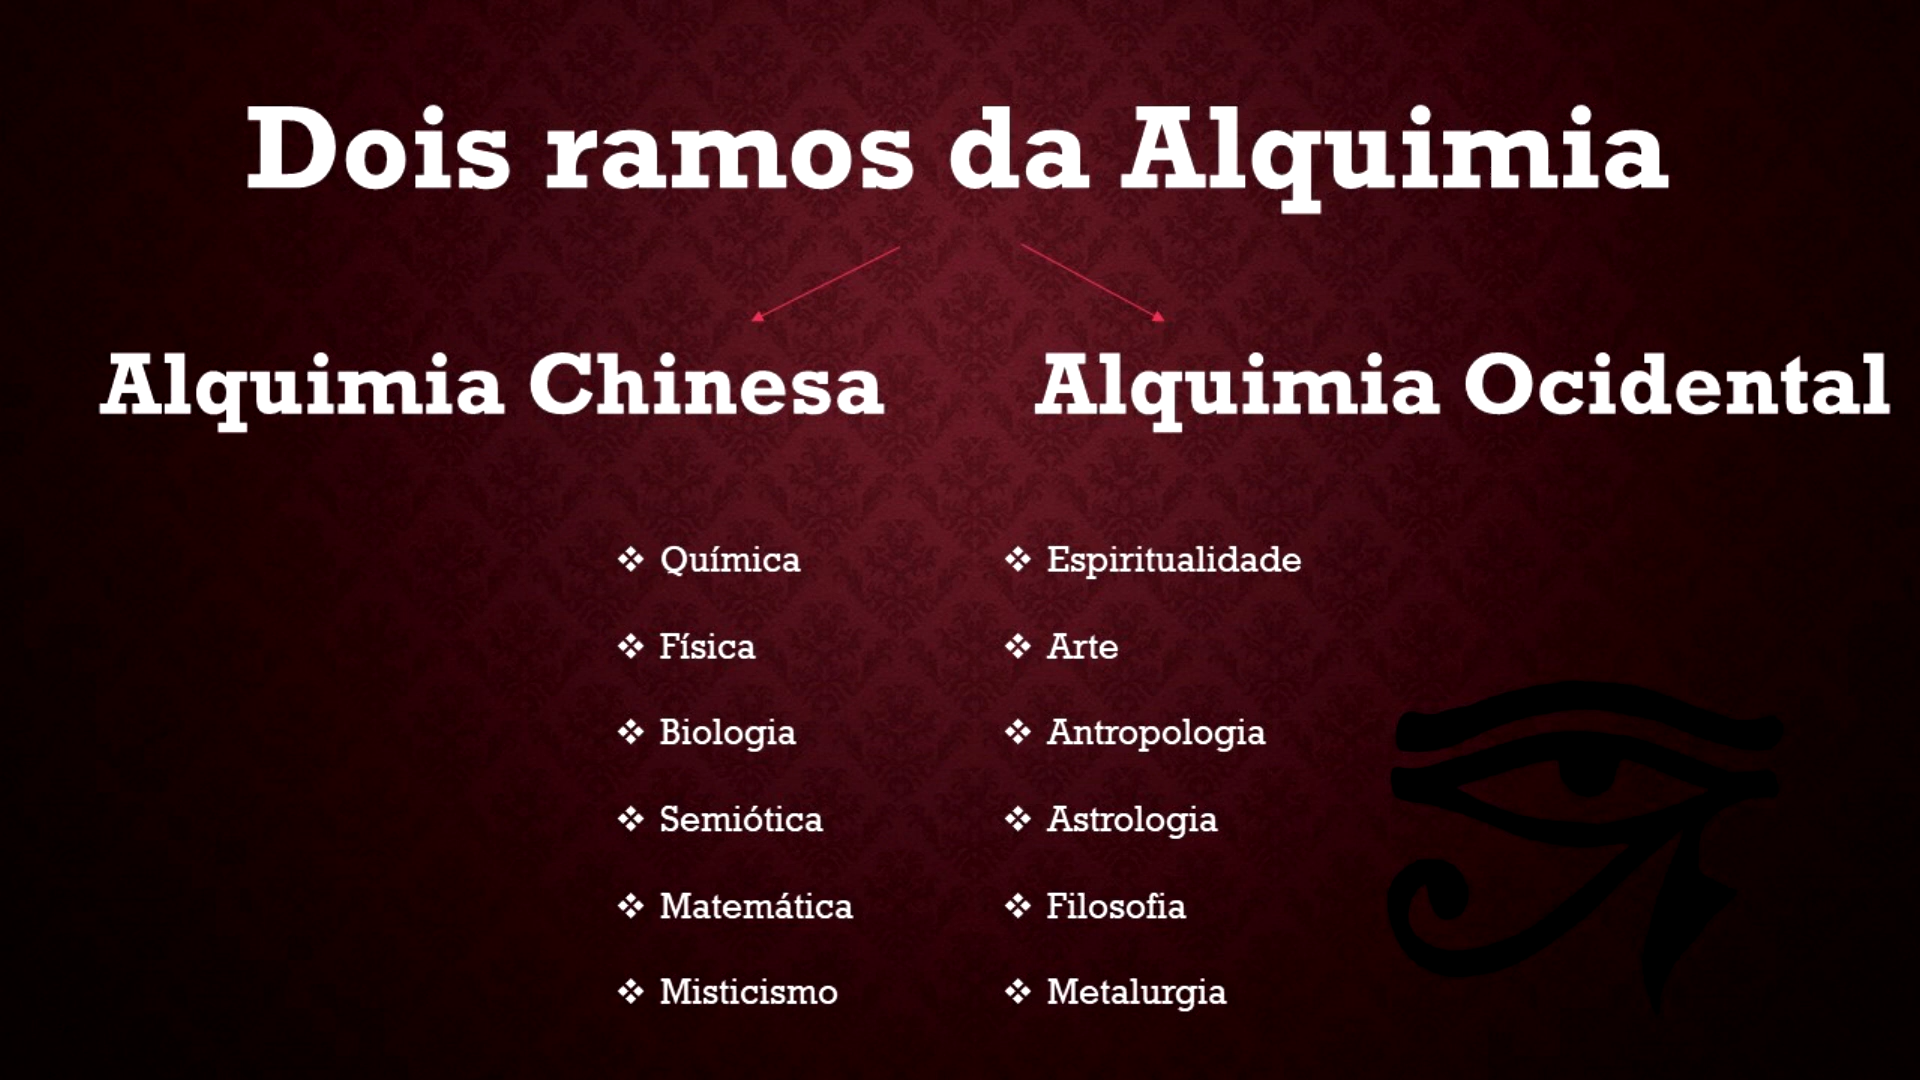 Dois ramos da Alquimia
Alquimia Chinesa
Alquimia Ocidental
❖ Química
❖ Física
❖ Biologia
❖ Semiótica
❖ Matemática
❖ Misticismo
❖ Espiritualidade
❖ Arte
❖ Antropologia
❖ Astrologia
❖ Filosofia
❖ Metalurgia